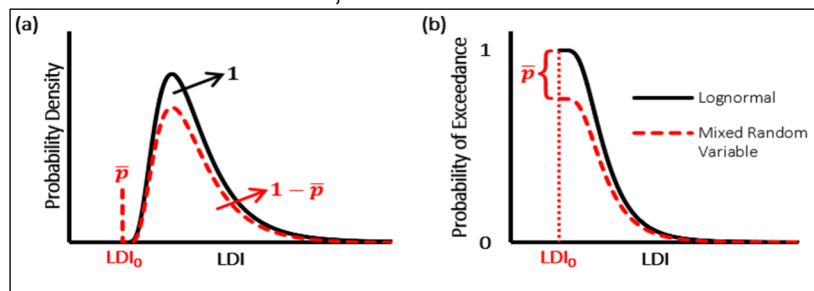 (a)
Probability Density
1
p̅
1 − p̅
LDI₀
LDI
(b)
Probability of Exceedance
1
p̅
0
Lognormal
Mixed Random
Variable
LDI₀
LDI